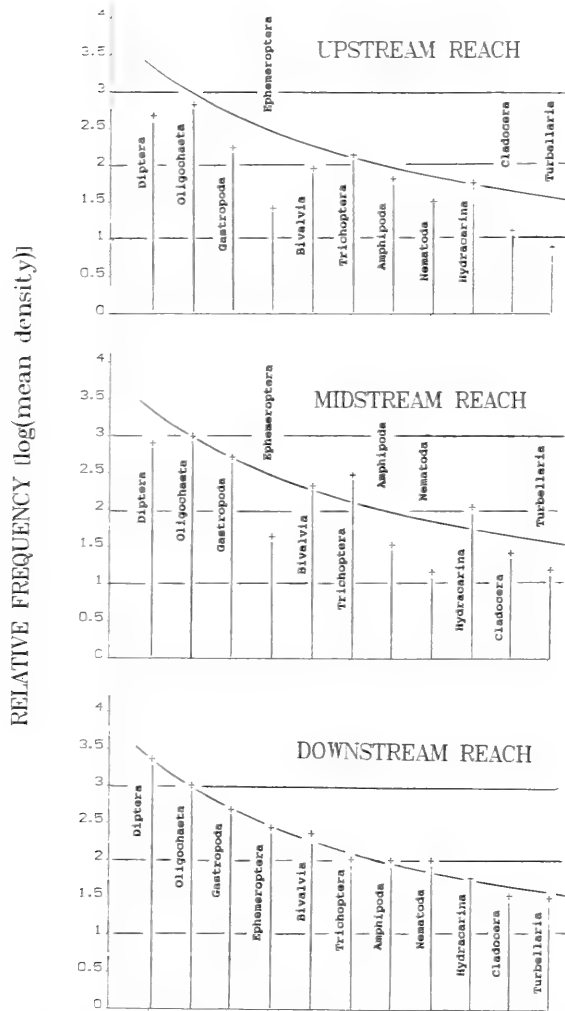 RELATIVE FREQUENCY [log(mean density)]
UPSTREAM REACH
4
3.5
3
2.5
2
1.5
1
0.5
0
Diptera
Oligochaeta
Gastropoda
Ephemeroptera
Bivalvia
Trichoptera
Amphipoda
Nematoda
Hydracarina
Cladocera
Turbellaria
MIDSTREAM REACH
4
3.5
3
2.5
2
1.5
1
0.5
0
Diptera
Oligochaeta
Gastropoda
Ephemeroptera
Bivalvia
Trichoptera
Amphipoda
Nematoda
Hydracarina
Cladocera
Turbellaria
DOWNSTREAM REACH
4
3.5
3
2.5
2
1.5
1
0.5
0
Diptera
Oligochaeta
Gastropoda
Ephemeroptera
Bivalvia
Trichoptera
Amphipoda
Nematoda
Hydracarina
Cladocera
Turbellaria